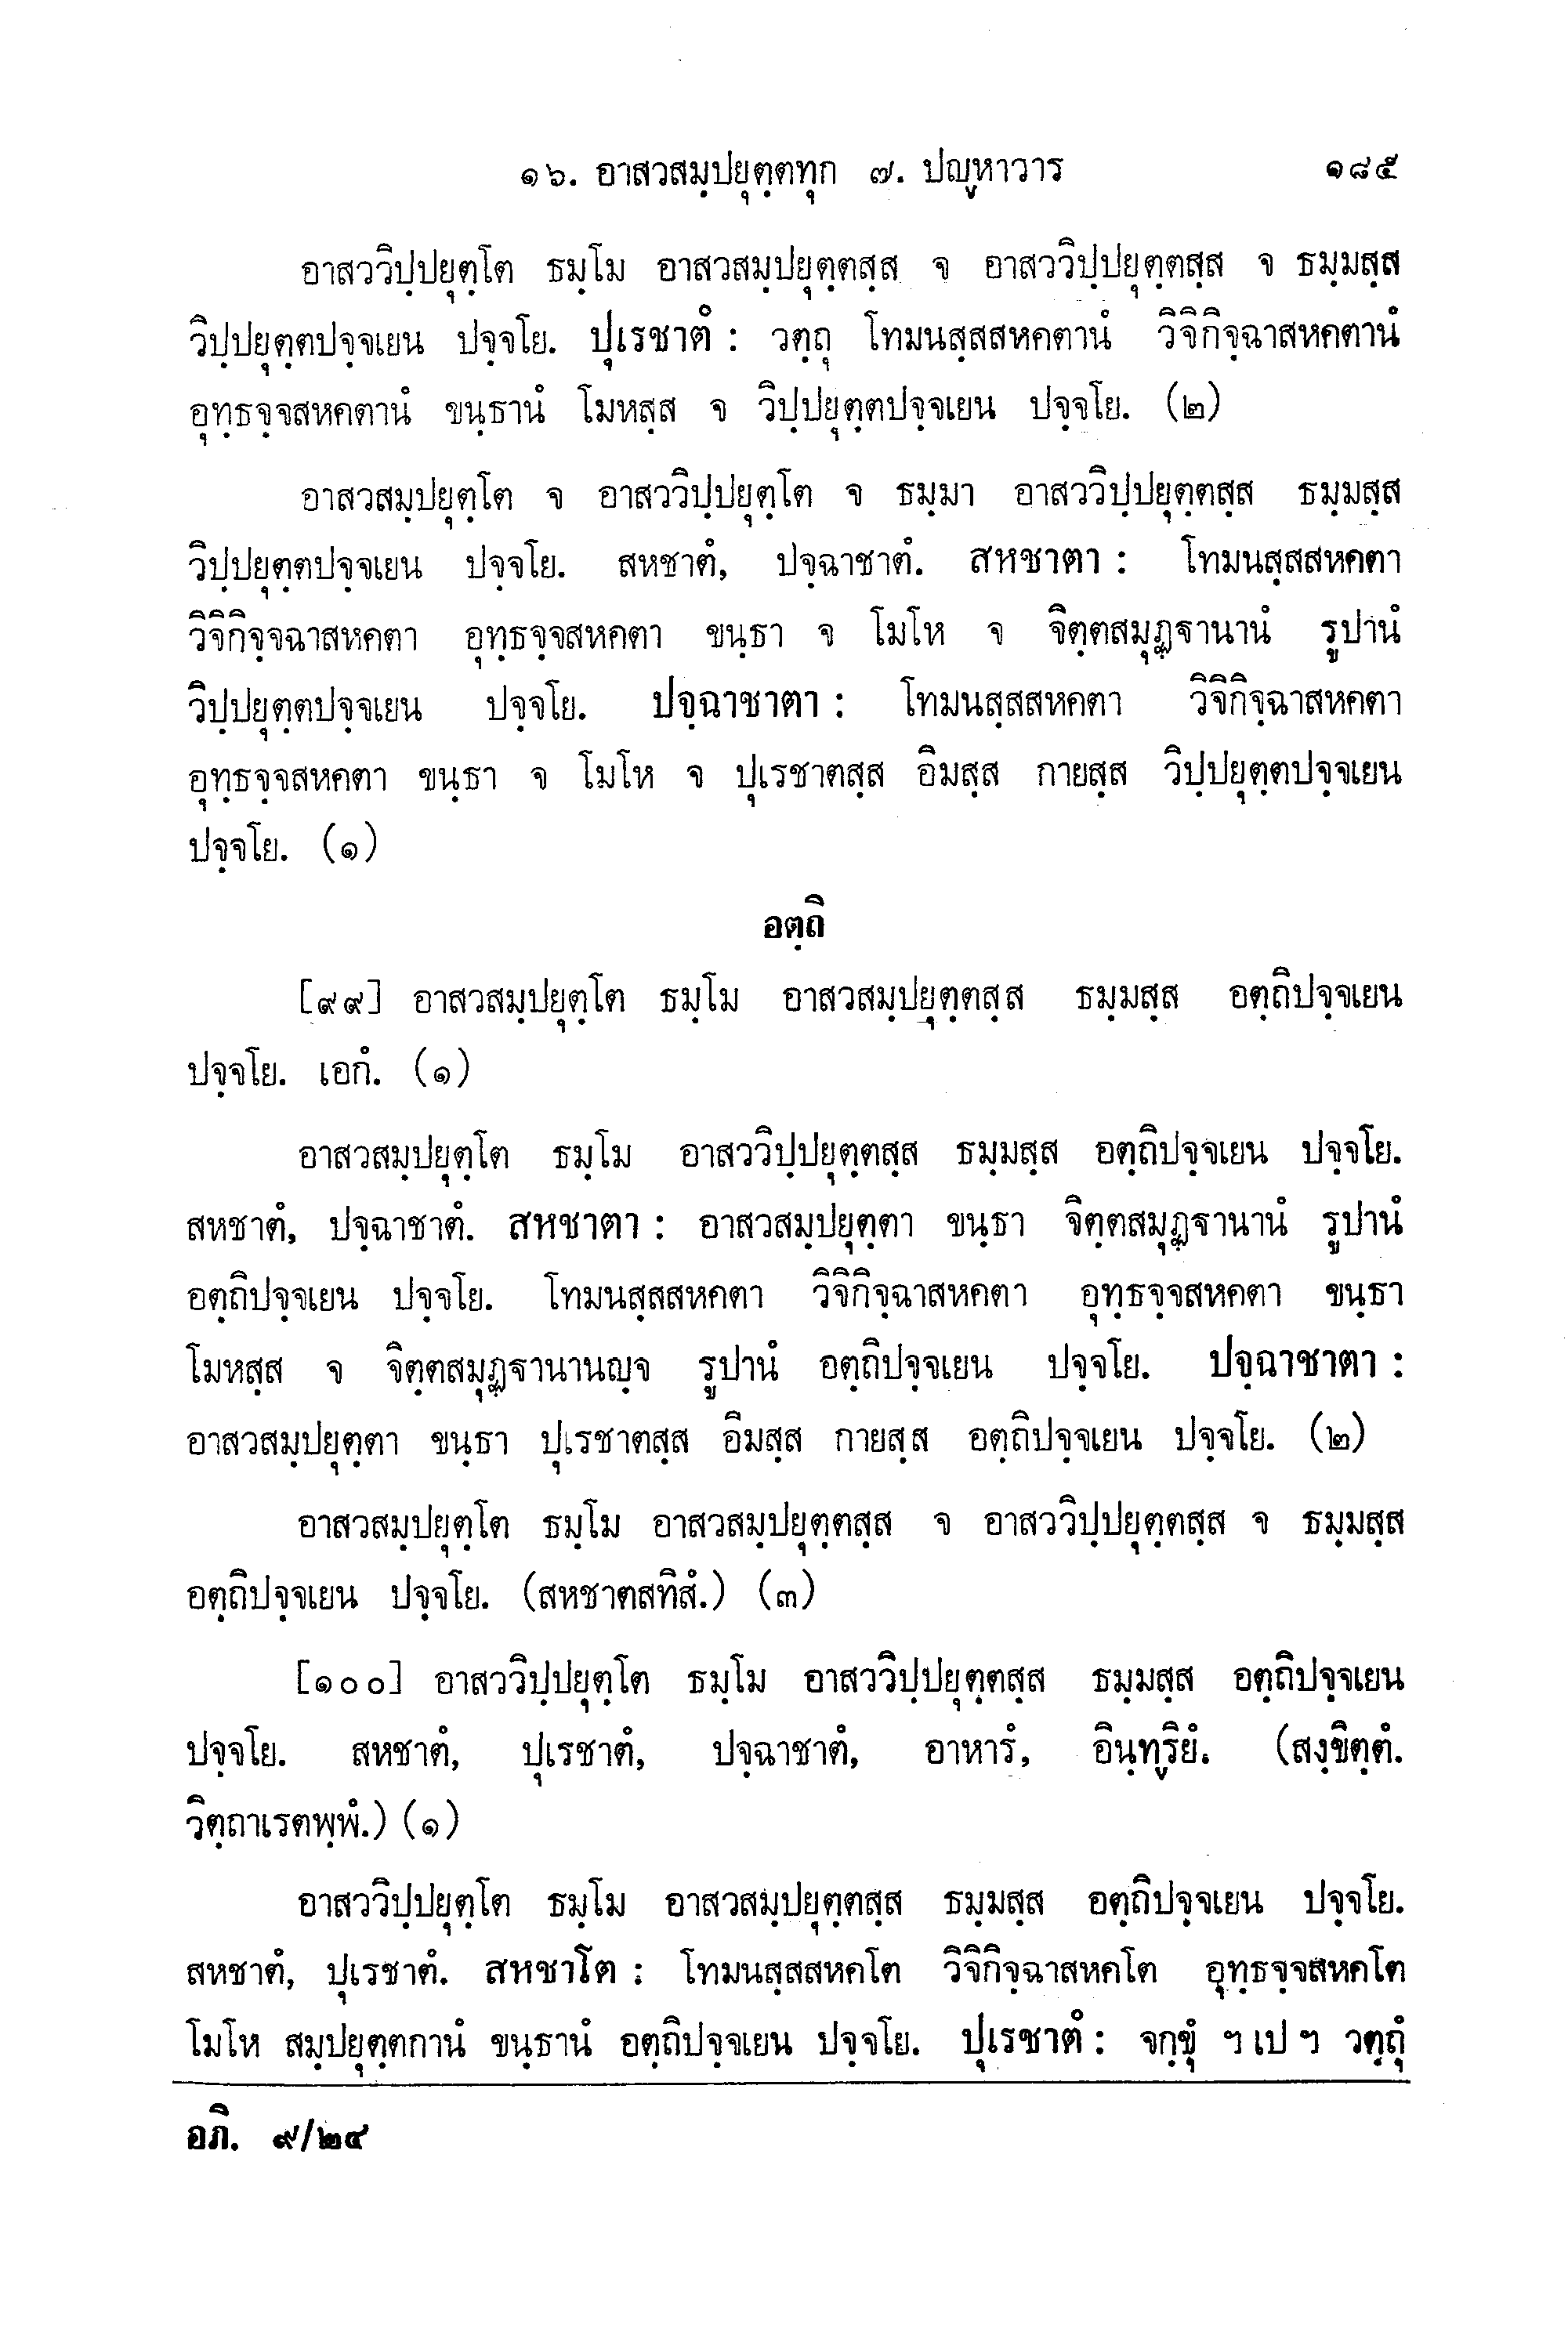 ๑๖. อาสวสมฺปยุตฺตทุก ๗. ปญฺหาวาร ๑๘๕
อาสววิปฺปยุตฺโต ธมฺโม อาสวสมฺปยุตฺตสฺส จ อาสววิปฺปยุตฺตสฺส จ ธมฺมสฺส
วิปฺปยุตฺตปจฺจเยน ปจฺจโย. ปุเรชาตํ : วตฺถุ โทมนสฺสสหคตานํ วิจิกิจฺฉาสหคตานํ
อุทฺธจฺจสหคตานํ ขนฺธานํ โมหสฺส จ วิปฺปยุตฺตปจฺจเยน ปจฺจโย. (๒)
อาสวสมฺปยุตฺโต จ อาสววิปฺปยุตฺโต จ ธมฺมา อาสววิปฺปยุตฺตสฺส ธมฺมสฺส
วิปฺปยุตฺตปจฺจเยน ปจฺจโย. สหชาตํ, ปจฺฉาชาตํ. สหชาตา : โทมนสฺสสหคตา
วิจิกิจฺจฉาสหคตา อุทฺธจฺจสหคตา ขนฺธา จ โมโห จ จิตฺตสมุฏฺฐานานํ รูปานํ
วิปฺปยุตฺตปจฺจเยน ปจฺจโย. ปจฺฉาชาตา : โทมนสฺสสหคตา วิจิกิจฺฉาสหคตา
อุทฺธจฺจสหคตา ขนฺธา จ โมโห จ ปุเรชาตสฺส อิมสฺส กายสฺส วิปฺปยุตฺตปจฺจเยน
ปจฺจโย. (๑)
อตฺถิ
[๙๙] อาสวสมฺปยุตฺโต ธมฺโม อาสวสมฺปยุตฺตสฺส ธมฺมสฺส อตฺถิปจฺจเยน
ปจฺจโย. เอกํ. (๑)
อาสวสมฺปยุตฺโต ธมฺโม อาสววิปฺปยุตฺตสฺส ธมฺมสฺส อตฺถิปจฺจเยน ปจฺจโย.
สหชาตํ, ปจฺฉาชาตํ. สหชาตา : อาสวสมฺปยุตฺตา ขนฺธา จิตฺตสมุฏฺฐานานํ รูปานํ
อตฺถิปจฺจเยน ปจฺจโย. โทมนสฺสสหคตา วิจิกิจฺฉาสหคตา อุทฺธจฺจสหคตา ขนฺธา
โมหสฺส จ จิตฺตสมุฏฺฐานานญฺจ รูปานํ อตฺถิปจฺจเยน ปจฺจโย. ปจฺฉาชาตา :
อาสวสมฺปยุตฺตา ขนฺธา ปุเรชาตสฺส อิมสฺส กายสฺส อตฺถิปจฺจเยน ปจฺจโย. (๒)
อาสวสมฺปยุตฺโต ธมฺโม อาสวสมฺปยุตฺตสฺส จ อาสววิปฺปยุตฺตสฺส จ ธมฺมสฺส
อตฺถิปจฺจเยน ปจฺจโย. (สหชาตสทิสํ.) (๓)
[๑๐๐] อาสววิปฺปยุตฺโต ธมฺโม อาสววิปฺปยุตฺตสฺส ธมฺมสฺส อตฺถิปจฺจเยน
ปจฺจโย. สหชาตํ, ปุเรชาตํ, ปจฺฉาชาตํ, อาหารํ, อินฺทฺริยํ. (สงฺขิตฺตํ.
วิตฺถาเรตพฺพํ.) (๑)
อาสววิปฺปยุตฺโต ธมฺโม อาสวสมฺปยุตฺตสฺส ธมฺมสฺส อตฺถิปจฺจเยน ปจฺจโย.
สหชาตํ, ปุเรชาตํ. สหชาโต : โทมนสฺสสหคโต วิจิกิจฺฉาสหคโต อุทฺธจฺจสหคโต
โมโห สมฺปยุตฺตกานํ ขนฺธานํ อตฺถิปจฺจเยน ปจฺจโย. ปุเรชาตํ : จกฺขุํ ฯ เป ฯ วตฺถุํ
อภิ. ๙/๒๔